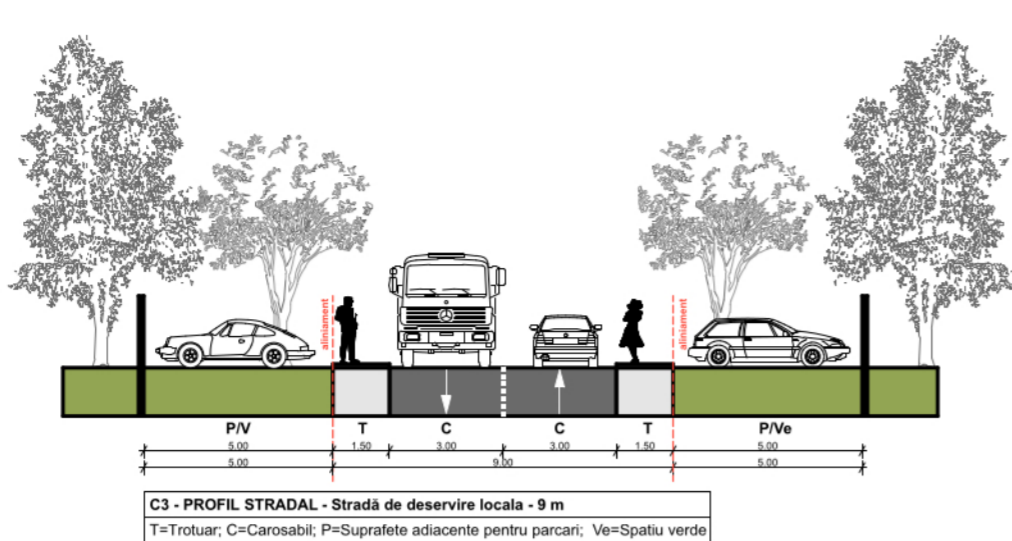 aliniament
aliniament
P/V T C C T P/Ve
5.00 1.50 3.00 3.00 1.50 5.00
5.00 9.00 5.00
C3 - PROFIL STRADAL - Stradă de deservire locala - 9 m
T=Trotuar; C=Carosabil; P=Suprafete adiacente pentru parcari; Ve=Spatiu verde